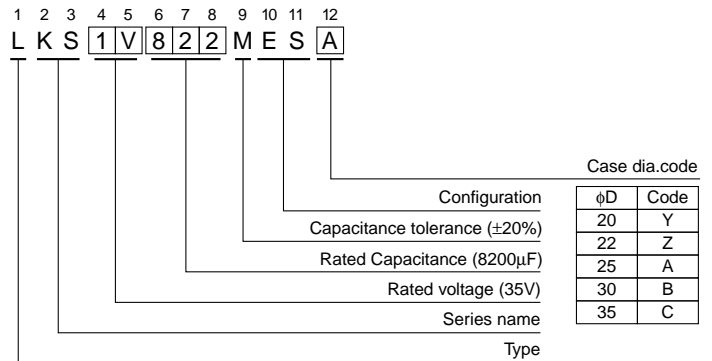 1 2 3 4 5 6 7 8 9 10 11 12
L K S 1 V 8 2 2 M E S A
Case dia.code
Configuration
Capacitance tolerance (±20%)
Rated Capacitance (8200µF)
Rated voltage (35V)
Series name
Type
ϕD Code
20 Y
22 Z
25 A
30 B
35 C